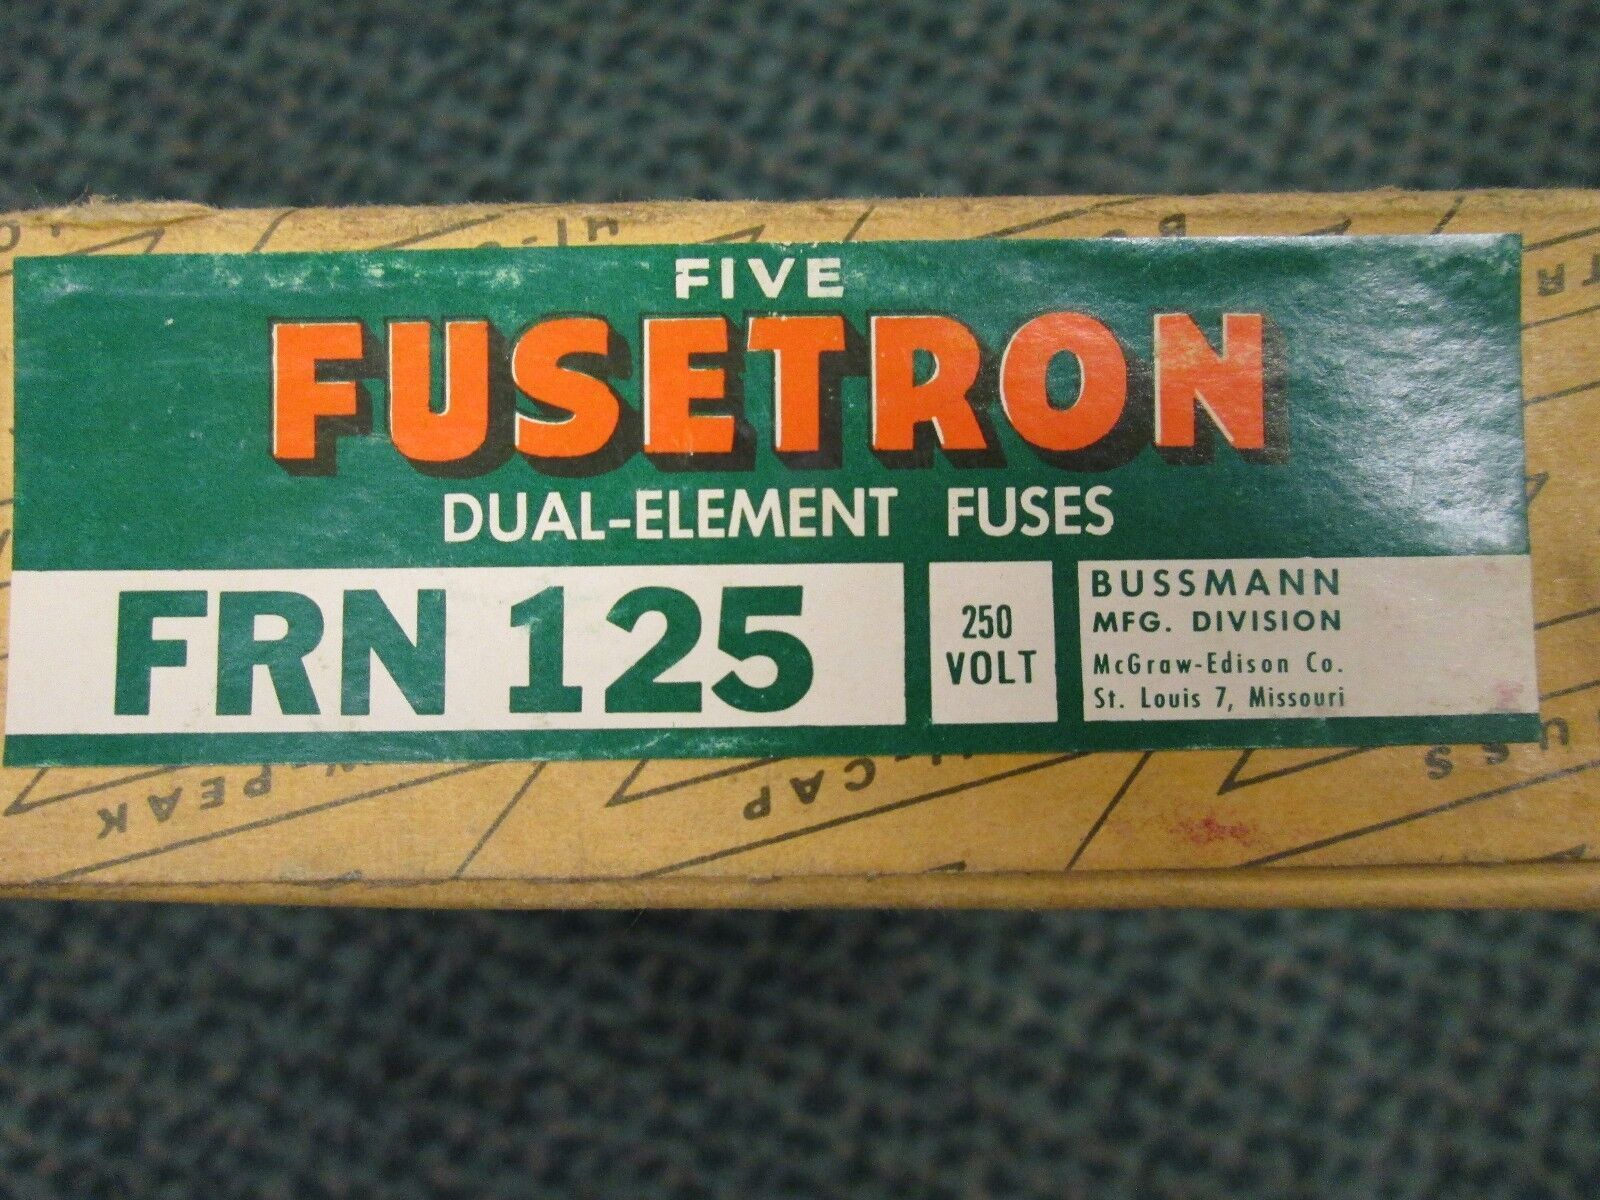 FIVE
FUSETRON
DUAL-ELEMENT FUSES
FRN 125
250
VOLT
BUSSMANN
MFG. DIVISION
McGraw-Edison Co.
St. Louis 7, Missouri